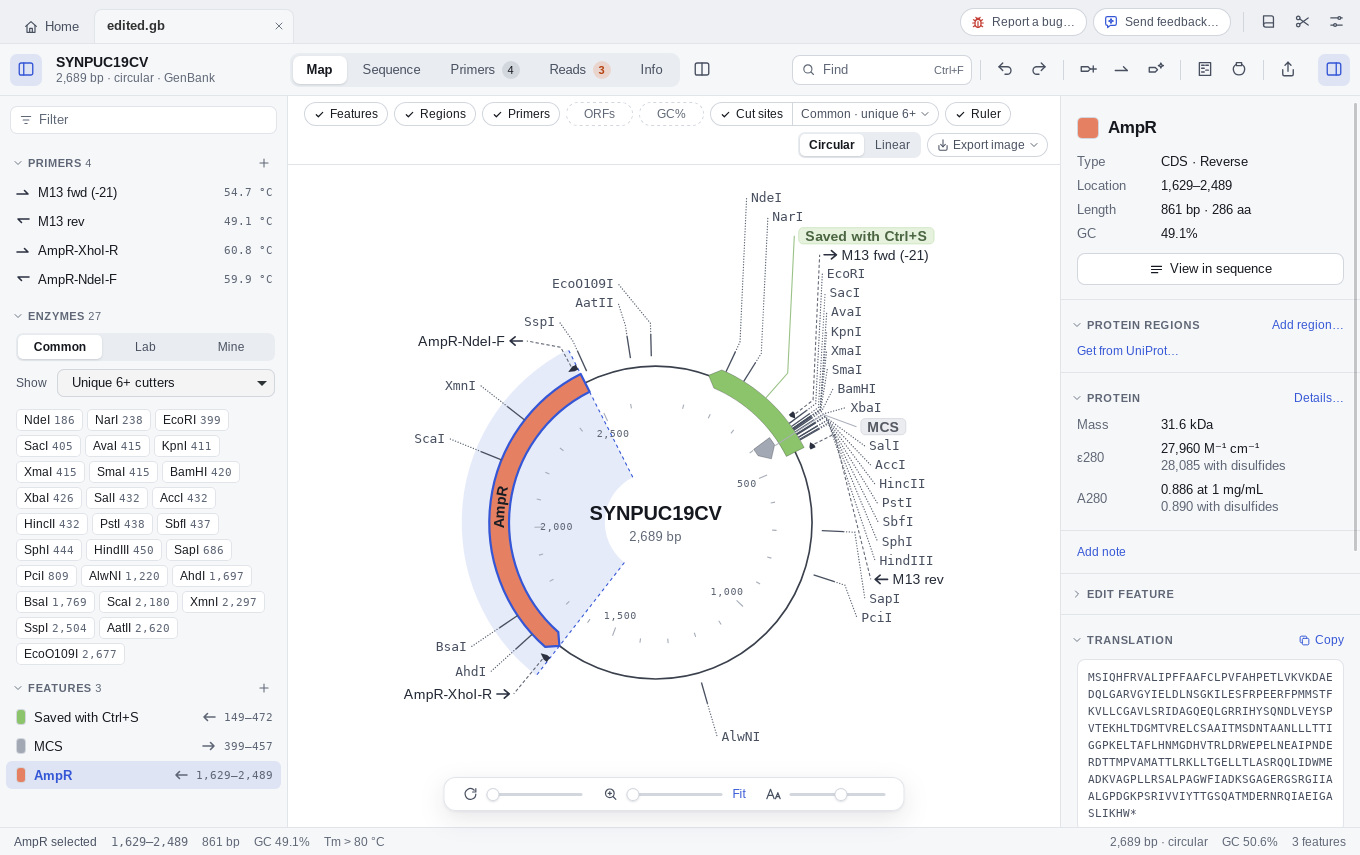 Home
edited.gb
Report a bug…
Send feedback…
SYNPUC19CV
2,689 bp · circular · GenBank
Map
Sequence
Primers 4
Reads 3
Info
Find
Ctrl+F
Filter
PRIMERS 4
M13 fwd (-21) 54.7 °C
M13 rev 49.1 °C
AmpR-XhoI-R 60.8 °C
AmpR-NdeI-F 59.9 °C
ENZYMES 27
Common Lab Mine
Show Unique 6+ cutters
NdeI 186 NarI 238 EcoRI 399
SacI 405 AvaI 415 KpnI 411
XmaI 415 SmaI 415 BamHI 420
XbaI 426 SalI 432 AccI 432
HincII 432 PstI 438 SbfI 437
SphI 444 HindIII 450 SapI 686
PciI 809 AlwNI 1,220 AhdI 1,697
BsaI 1,769 ScaI 2,180 XmnI 2,297
SspI 2,504 AatII 2,620
EcoO109I 2,677
FEATURES 3
Saved with Ctrl+S 149–472
MCS 399–457
AmpR 1,629–2,489
Features Regions Primers ORFs GC% Cut sites Common · unique 6+ Ruler
Circular Linear Export image
NdeI
NarI
Saved with Ctrl+S
M13 fwd (-21)
EcoRI
SacI
AvaI
KpnI
XmaI
SmaI
BamHI
XbaI
MCS
SalI
AccI
HincII
PstI
SbfI
SphI
HindIII
M13 rev
SapI
PciI
AlwNI
EcoO109I
AatII
SspI
AmpR-NdeI-F
XmnI
ScaI
BsaI
AhdI
AmpR-XhoI-R
AmpR
2,500
500
2,000
1,000
1,500
SYNPUC19CV
2,689 bp
Fit
AmpR
Type CDS · Reverse
Location 1,629–2,489
Length 861 bp · 286 aa
GC 49.1%
View in sequence
PROTEIN REGIONS Add region…
Get from UniProt…
PROTEIN Details…
Mass 31.6 kDa
ε280 27,960 M⁻¹ cm⁻¹
28,085 with disulfides
A280 0.886 at 1 mg/mL
0.890 with disulfides
Add note
EDIT FEATURE
TRANSLATION Copy
MSIQHFRVALIPFFAAFCLPVFAHPETLVKVKDAE
DQLGARVGYIELDLNSGKILESFRPEERFPMMSTF
KVLLCGAVLSRIDAGQEQLGRRIHYSQNDLVEYSP
VTEKHLTDGMTVRELCSAAITMSDNTAANLLLTTI
GGPKELTAFLHNMGDHVTRLDRWEPELNEAIPNDE
RDTTMPVAMATTLRKLLTGELLTLASRQQLIDWME
ADKVAGPLLRSALPAGWFIADKSGAGERGSRGIIA
ALGPDGKPSRIVVIYTTGSQATMDERNRQIAEIGA
SLIKHW*
AmpR selected 1,629–2,489 861 bp GC 49.1% Tm > 80 °C
2,689 bp · circular GC 50.6% 3 features